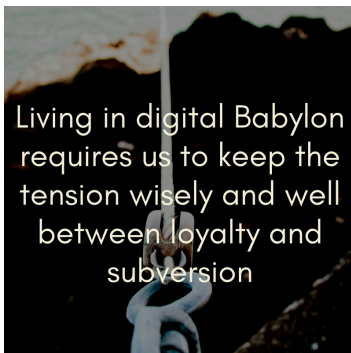 Living in digital Babylon
requires us to keep the
tension wisely and well
between loyalty and
subversion